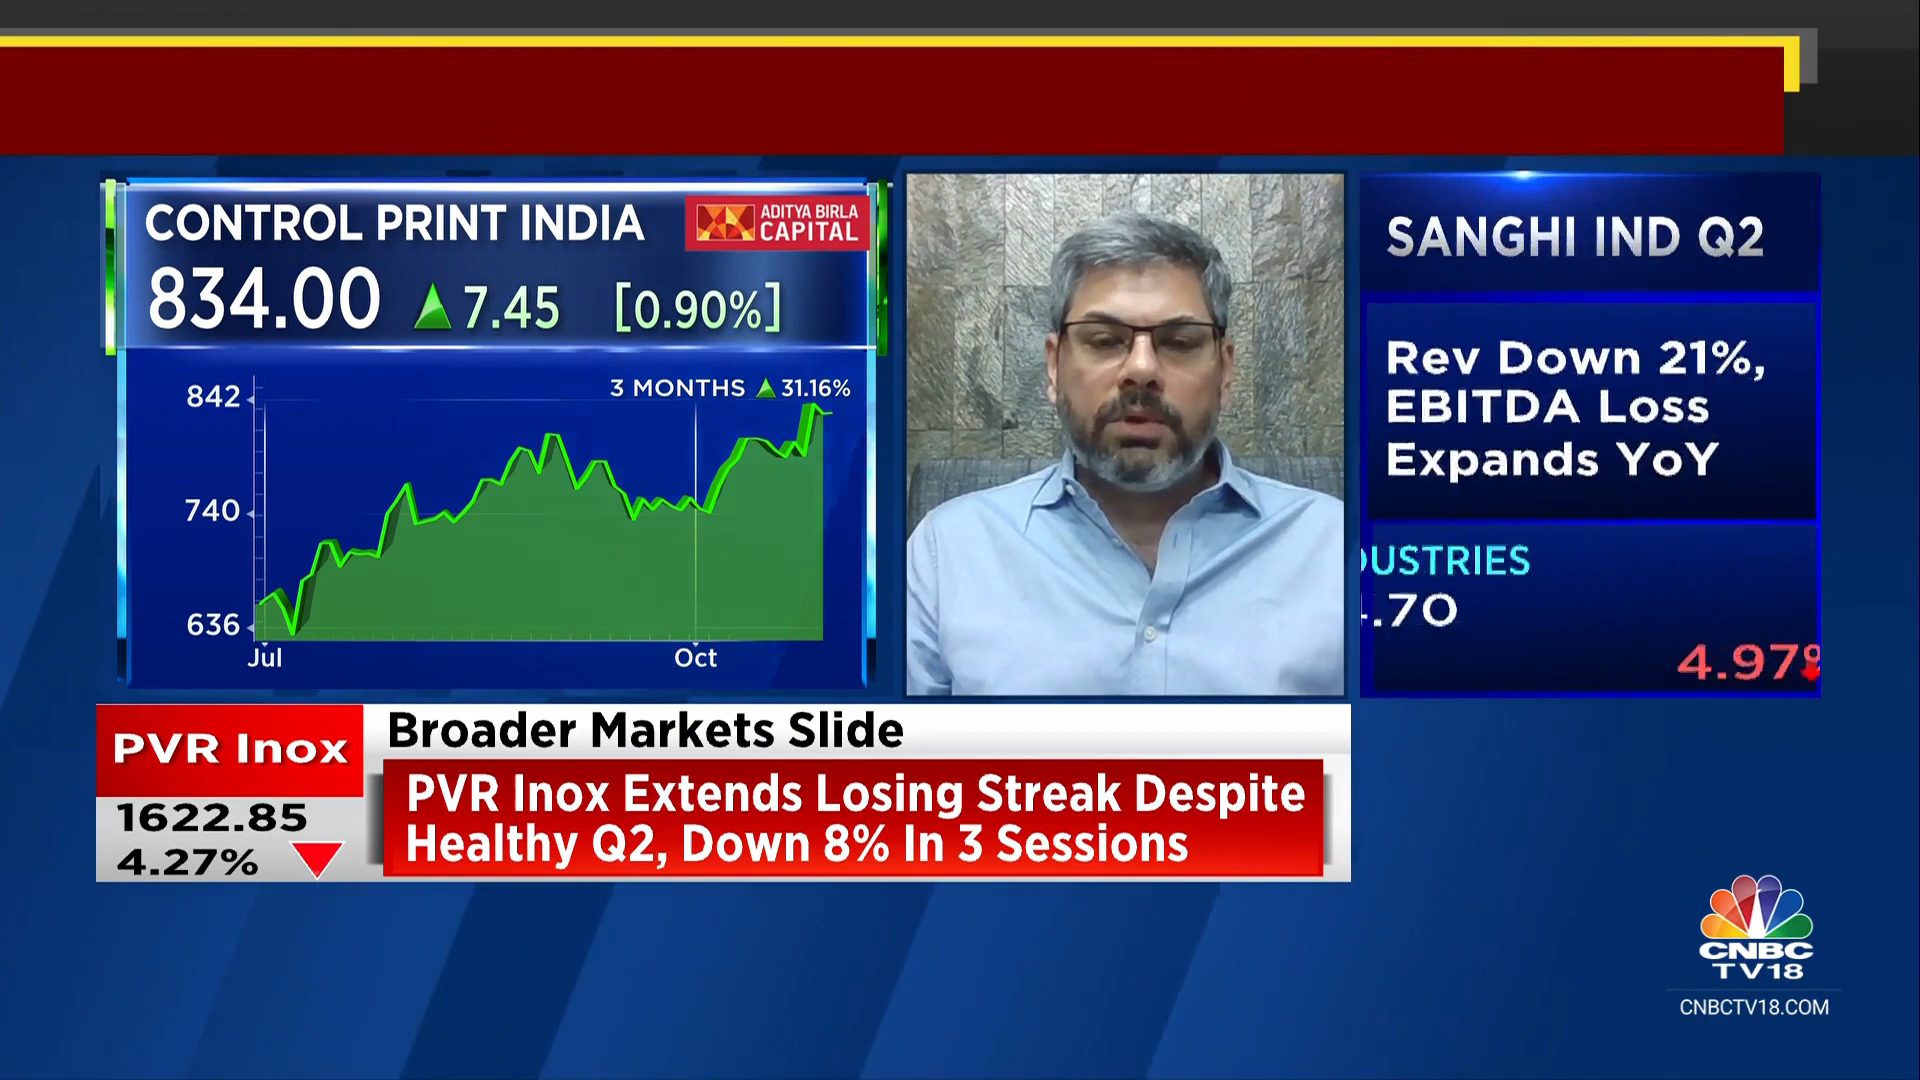 CONTROL PRINT INDIA
ADITYA BIRLA
CAPITAL
834.00 7.45 [0.90%]
3 MONTHS 31.16%
842
740
636
Jul Oct
SANGHI IND Q2
Rev Down 21%,
EBITDA Loss
Expands YoY
USTRIES
.70
4.97%
PVR Inox
1622.85
4.27%
Broader Markets Slide
PVR Inox Extends Losing Streak Despite
Healthy Q2, Down 8% In 3 Sessions
CNBC
TV18
CNBCTV18.COM